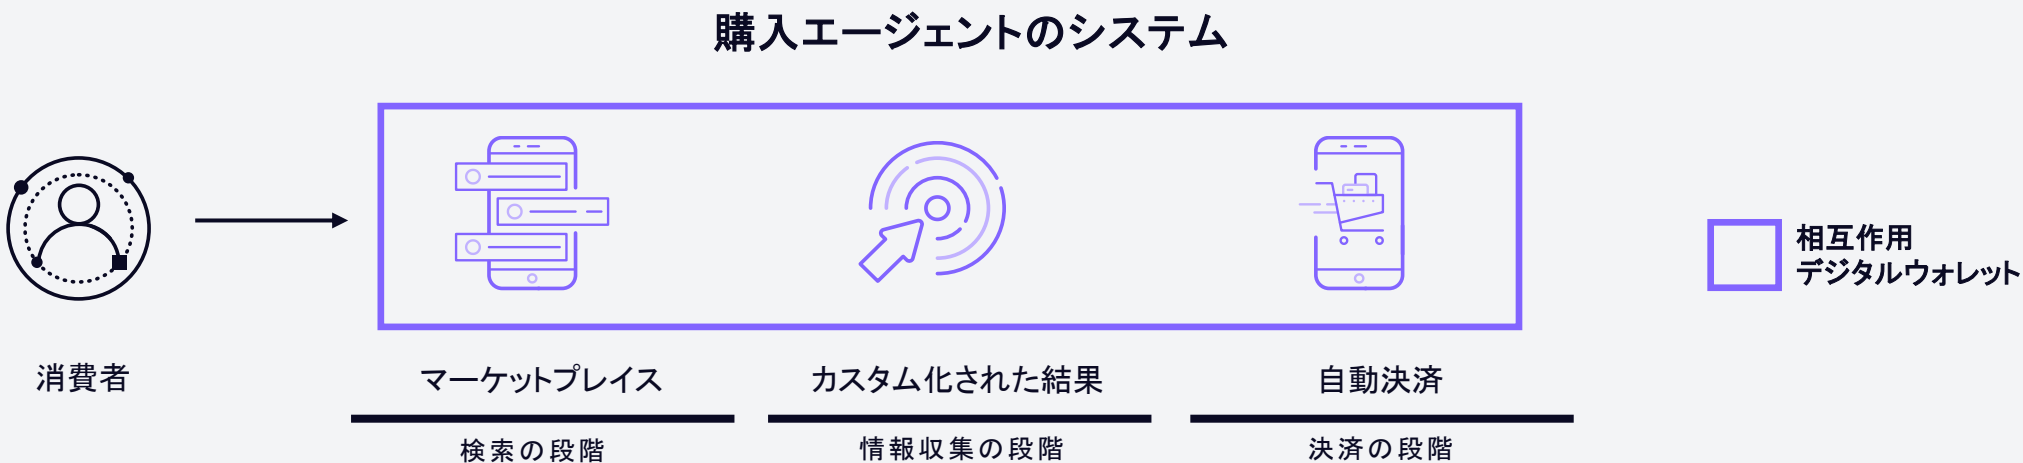 購入エージェントのシステム
相互作用
デジタルウォレット
消費者
マーケットプレイス
カスタム化された結果
自動決済
検索の段階
情報収集の段階
決済の段階